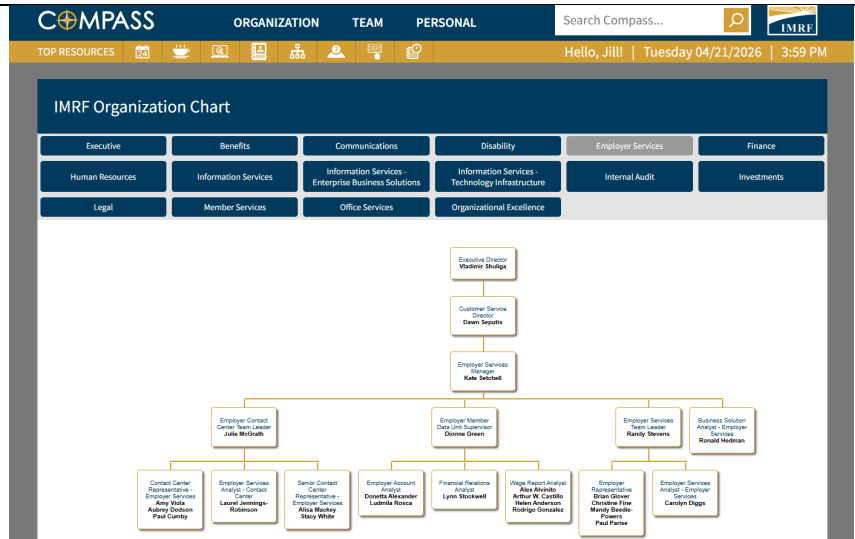 COMPASS
ORGANIZATION TEAM PERSONAL
Search Compass...
IMRF
TOP RESOURCES
24
Hello, Jill! | Tuesday 04/21/2026 | 3:59 PM
IMRF Organization Chart
Executive
Benefits
Communications
Disability
Employer Services
Finance
Human Resources
Information Services
Information Services -
Enterprise Business Solutions
Information Services -
Technology Infrastructure
Internal Audit
Investments
Legal
Member Services
Office Services
Organizational Excellence
Executive Director
Vladimir Shuliga
Customer Service
Director
Dawn Seputis
Employer Services
Manager
Kate Setchell
Employer Contact
Center Team Leader
Julie McGrath
Employer Member
Data Unit Supervisor
Dionne Green
Employer Services
Team Leader
Randy Stevens
Business Solution
Analyst - Employer
Services
Ronald Hedman
Contact Center
Representative -
Employer Services
Amy Viola
Aubrey Dodson
Paul Cumby
Employer Services
Analyst - Contact
Center
Laurel Jennings-
Robinson
Senior Contact
Center
Representative -
Employer Services
Alisa Mackey
Stacy White
Employer Account
Analyst
Donetta Alexander
Ludmila Rosca
Financial Relations
Analyst
Lynn Stockwell
Wage Report Analyst
Alex Alvinito
Arthur W. Castillo
Helen Anderson
Rodrigo Gonzalez
Employer
Representative
Brian Glover
Christine Fine
Mandy Beedie-
Powers
Paul Parise
Employer Services
Analyst - Employer
Services
Carolyn Diggs